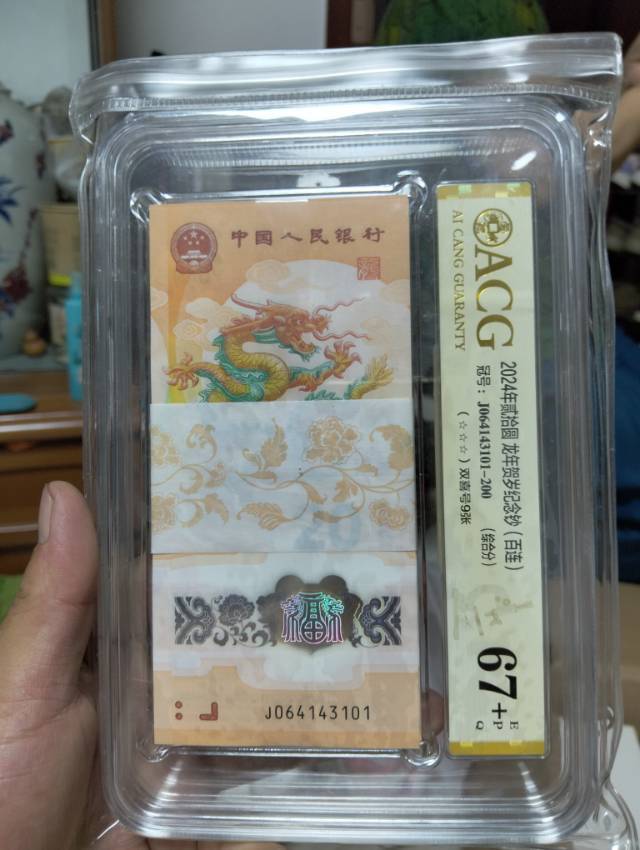 中国人民银行
福
J064143101
ACG
AI CANG GUARANTY
2024年贰拾圆 龙年贺岁纪念钞（百连）
冠号：J064143101-200 （综合分）
（☆☆☆）双喜号9张
67+
E
P
Q